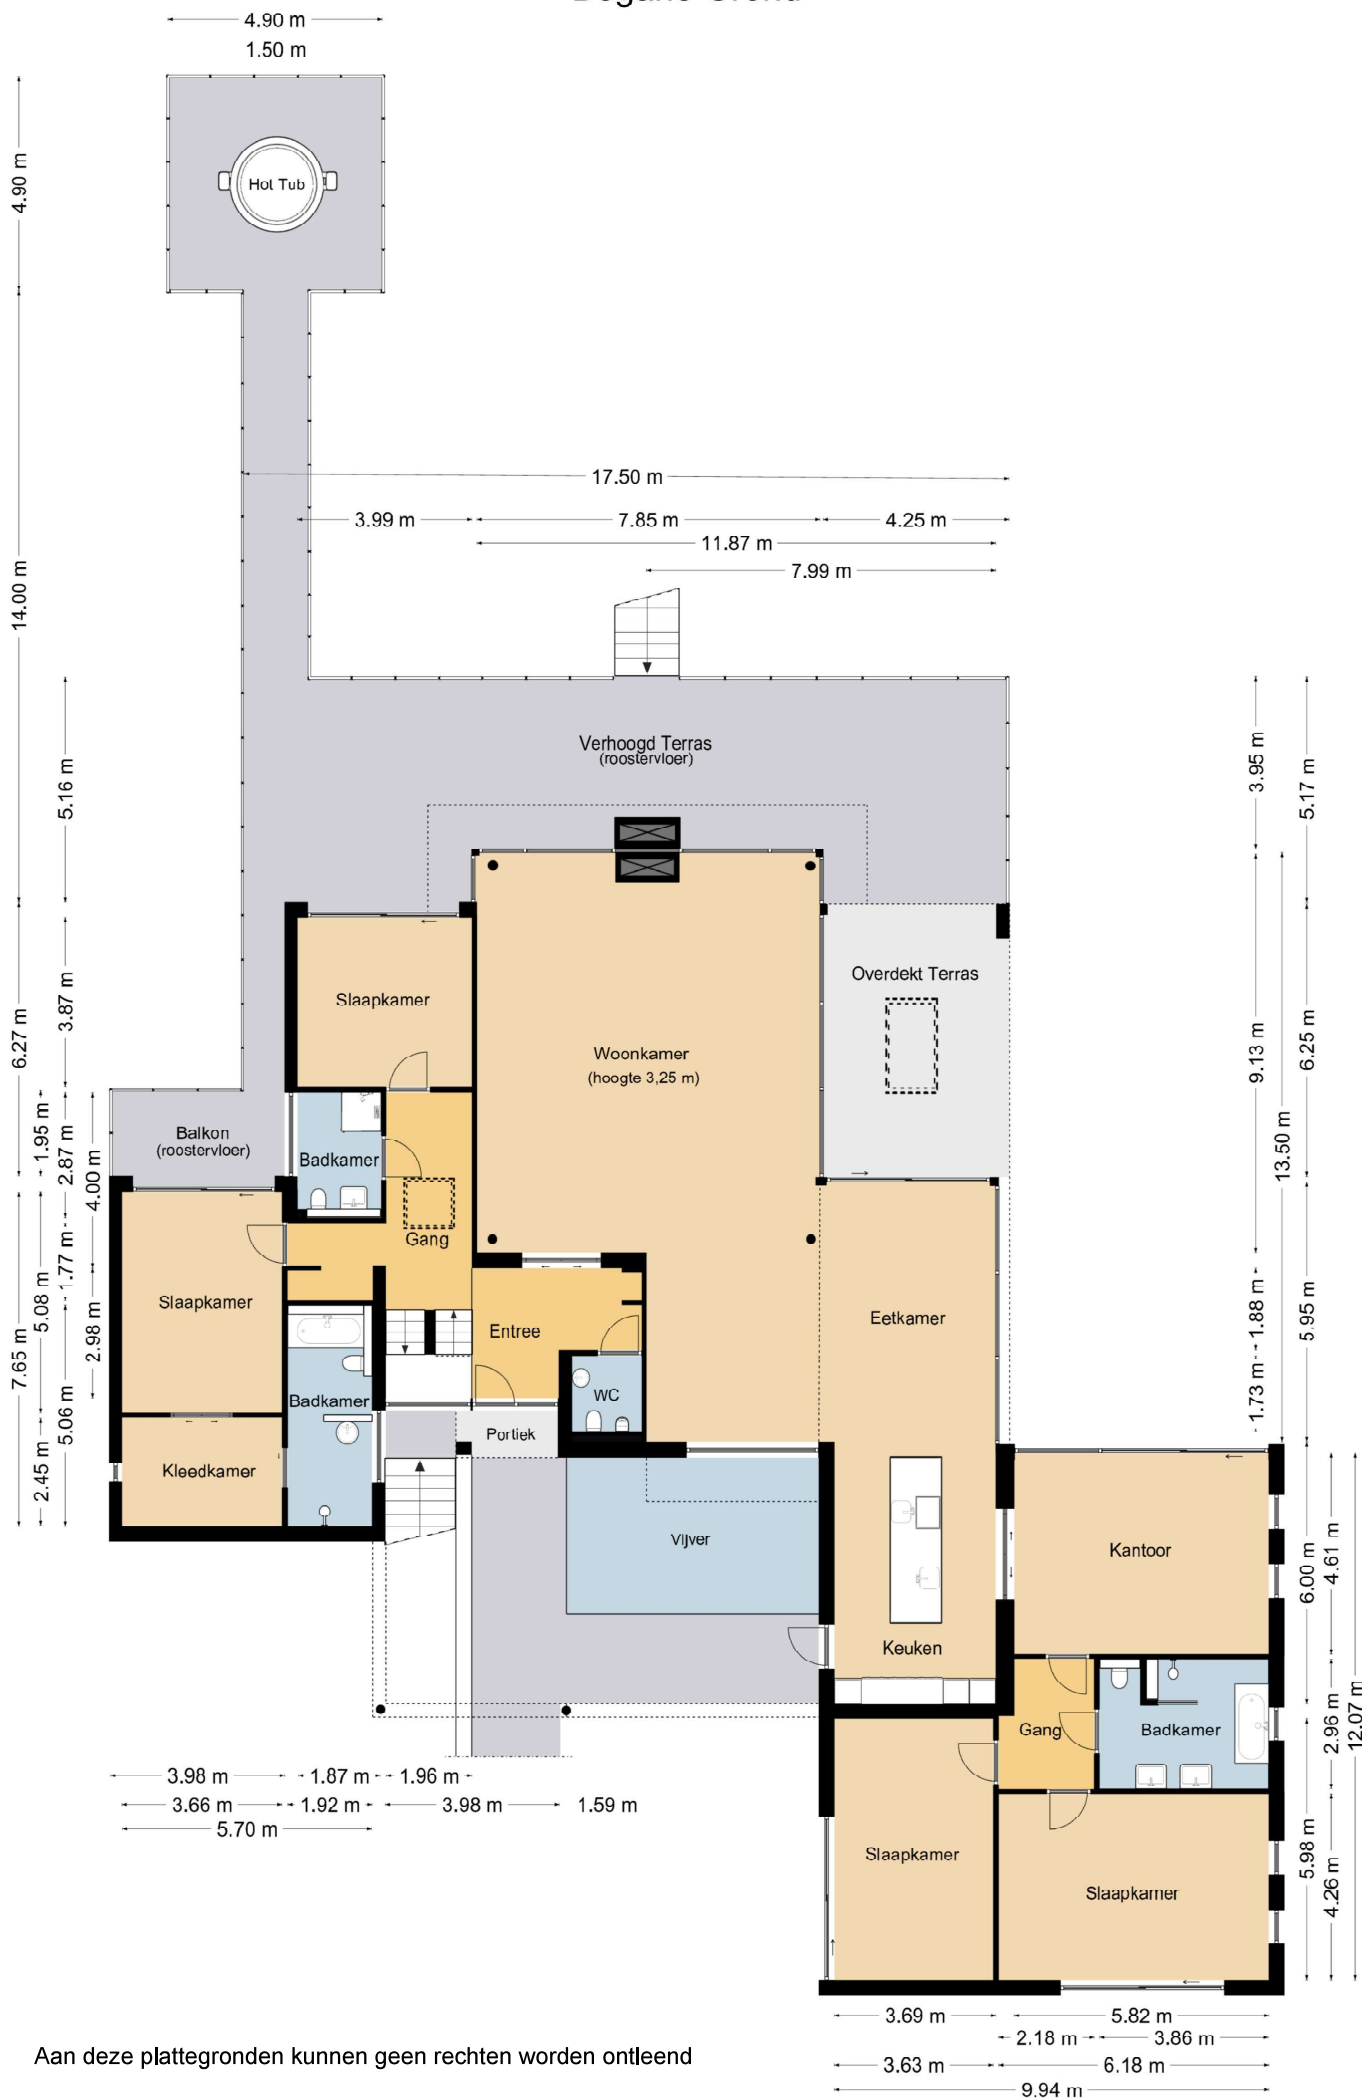 4.90 m
1.50 m
4.90 m
Hot Tub
14.00 m
17.50 m
3.99 m
7.85 m
4.25 m
11.87 m
7.99 m
5.16 m
Verhoogd Terras
(roostervloer)
3.95 m
5.17 m
6.27 m
3.87 m
Slaapkamer
Woonkamer
(hoogte 3,25 m)
Overdekt Terras
9.13 m
6.25 m
13.50 m
1.95 m
2.87 m
4.00 m
Balkon
(roostervloer)
Badkamer
Gang
7.65 m
5.08 m
1.77 m
2.98 m
Slaapkamer
Entree
Eetkamer
1.88 m
5.95 m
1.73 m
WC
Badkamer
Portiek
2.45 m
5.06 m
Kleedkamer
Vijver
Kantoor
6.00 m
4.61 m
12.07 m
Keuken
Gang
Badkamer
2.96 m
3.98 m
1.87 m
1.96 m
3.66 m
1.92 m
3.98 m
1.59 m
5.70 m
Slaapkamer
Slaapkamer
5.98 m
4.26 m
3.69 m
5.82 m
2.18 m
3.86 m
3.63 m
6.18 m
9.94 m
Aan deze plattegronden kunnen geen rechten worden ontleend